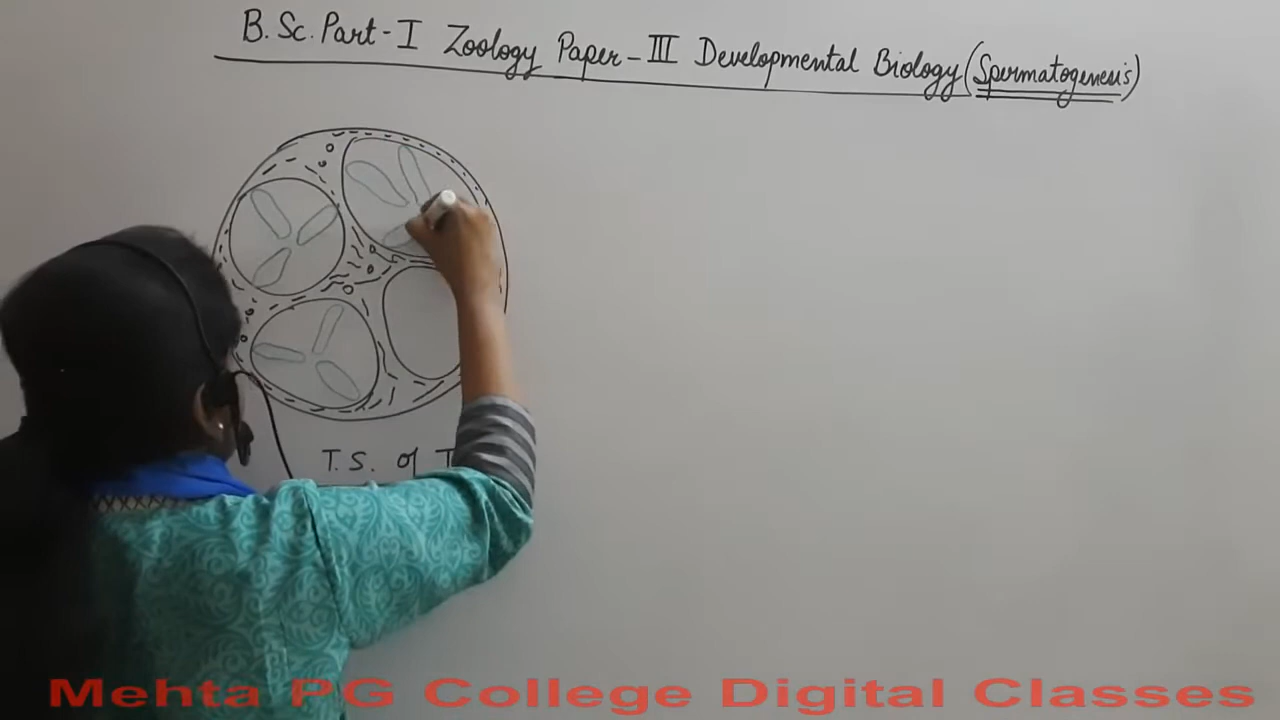 B.Sc. Part-I Zoology Paper-III Developmental Biology (Spermatogenesis)
T.S. of T
Mehta PG College Digital Classes